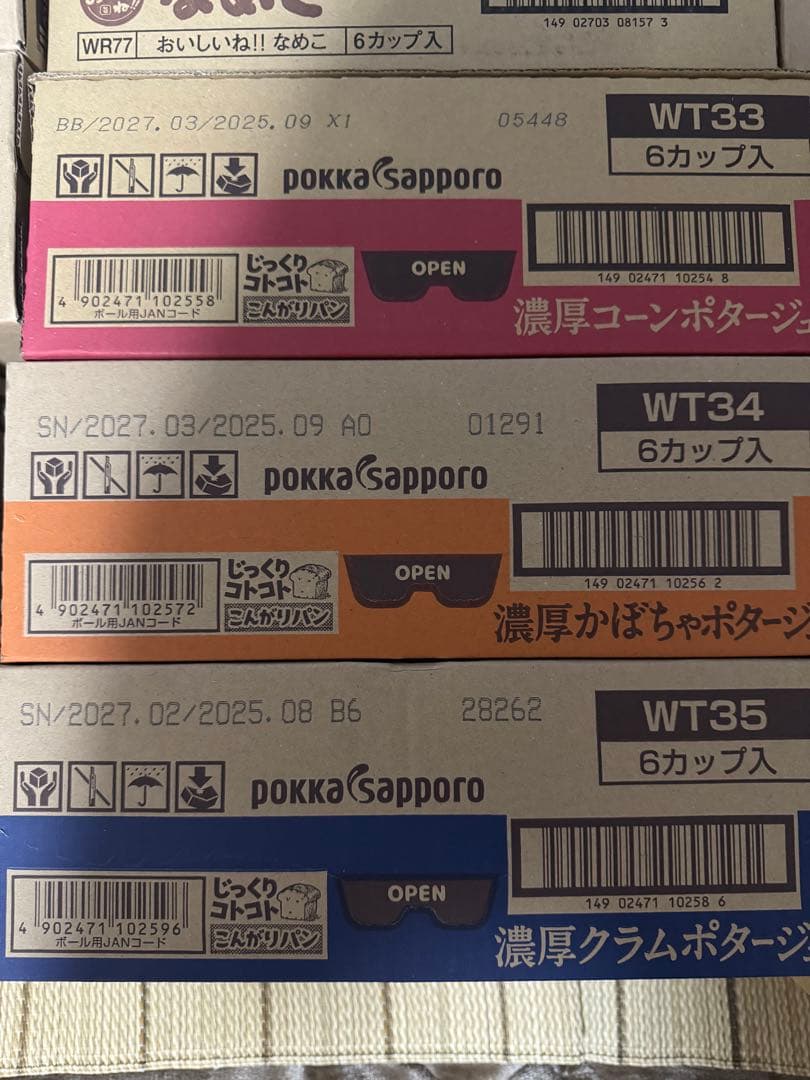 149 02703 08157 3
WR77 おいしいね!! なめこ 6カップ入
BB/2027.03/2025.09 X1 05448
WT33
6カップ入
pokka sapporo
149 02471 10254 8
4 902471 102558
ボール用JANコード
じっくり
コトコト
こんがりパン
OPEN
濃厚コーンポタージュ
SN/2027.03/2025.09 A0 01291
WT34
6カップ入
pokka sapporo
149 02471 10256 2
4 902471 102572
ボール用JANコード
じっくり
コトコト
こんがりパン
OPEN
濃厚かぼちゃポタージ
SN/2027.02/2025.08 B6 28262
WT35
6カップ入
pokka sapporo
149 02471 10258 6
4 902471 102596
ボール用JANコード
じっくり
コトコト
こんがりパン
OPEN
濃厚クラムポタージュ